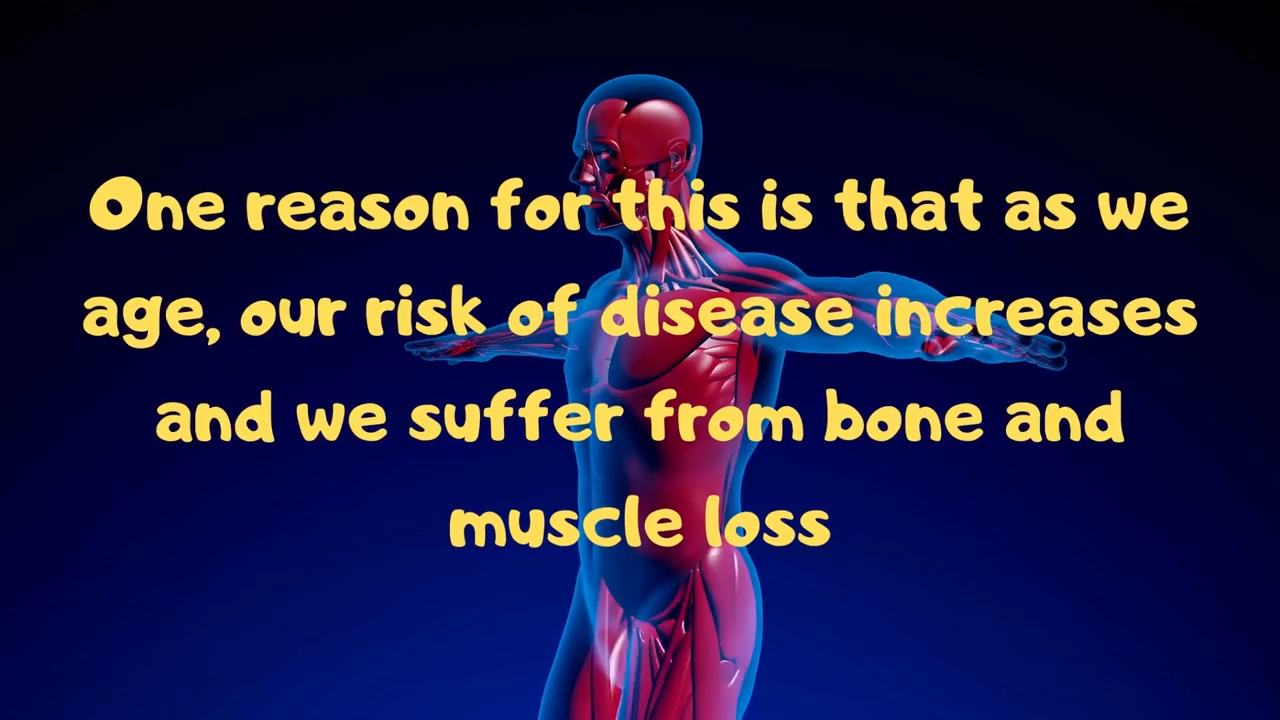 One reason for this is that as we
age, our risk of disease increases
and we suffer from bone and
muscle loss